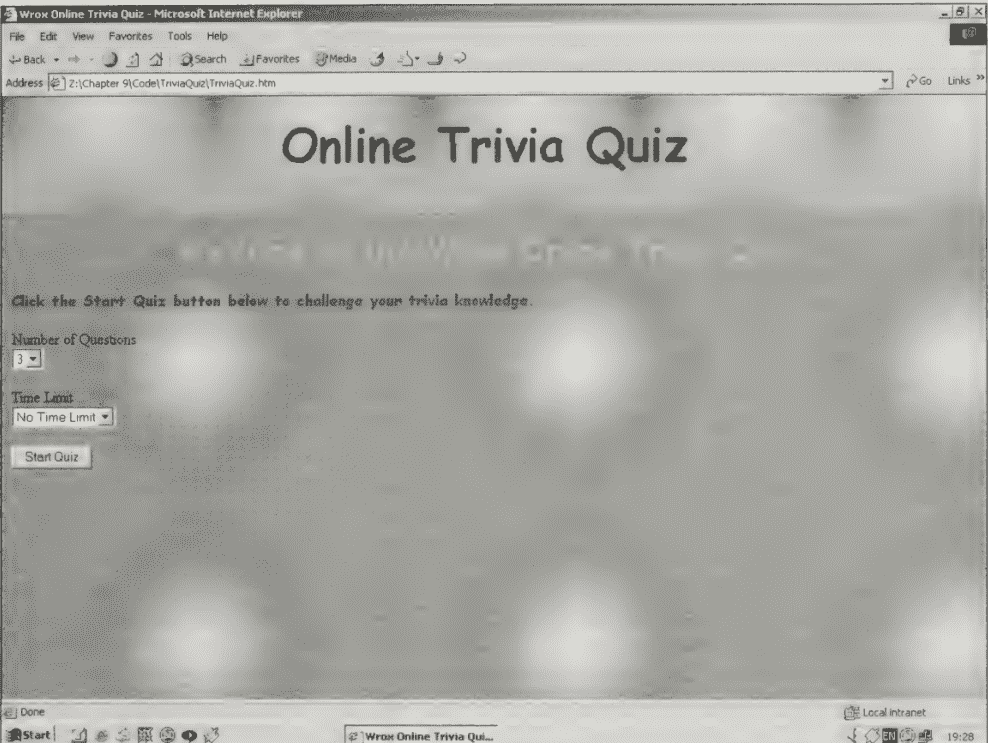 Wrox Online Trivia Quiz - Microsoft Internet Explorer
File Edit View Favorites Tools Help
Back Search Favorites Media
Address Z:\Chapter 9\Code\TriviaQuiz\TriviaQuiz.htm Go Links »
Online Trivia Quiz
Click the Start Quiz button below to challenge your trivia knowledge.
Number of Questions
3
Time Limit
No Time Limit
Start Quiz
Done Local intranet
Start Wrox Online Trivia Qui... EN 19:28